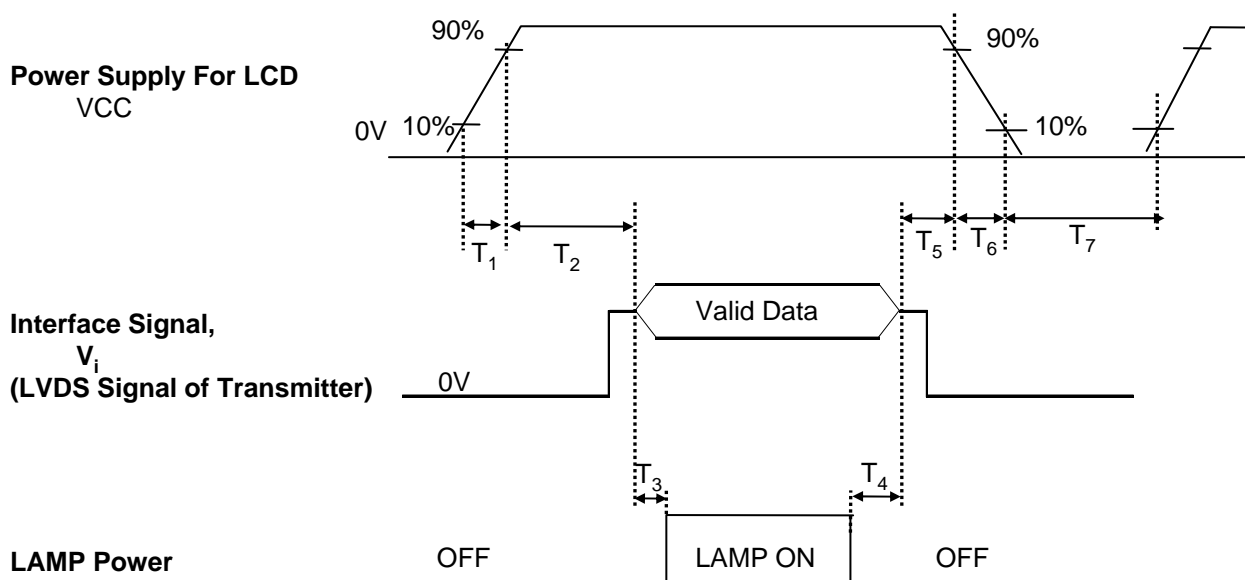 90%
90%
Power Supply For LCD
VCC
0V
10%
10%
T1
T2
T5
T6
T7
Valid Data
Interface Signal,
Vi
(LVDS Signal of Transmitter)
0V
T3
T4
LAMP Power
OFF
LAMP ON
OFF